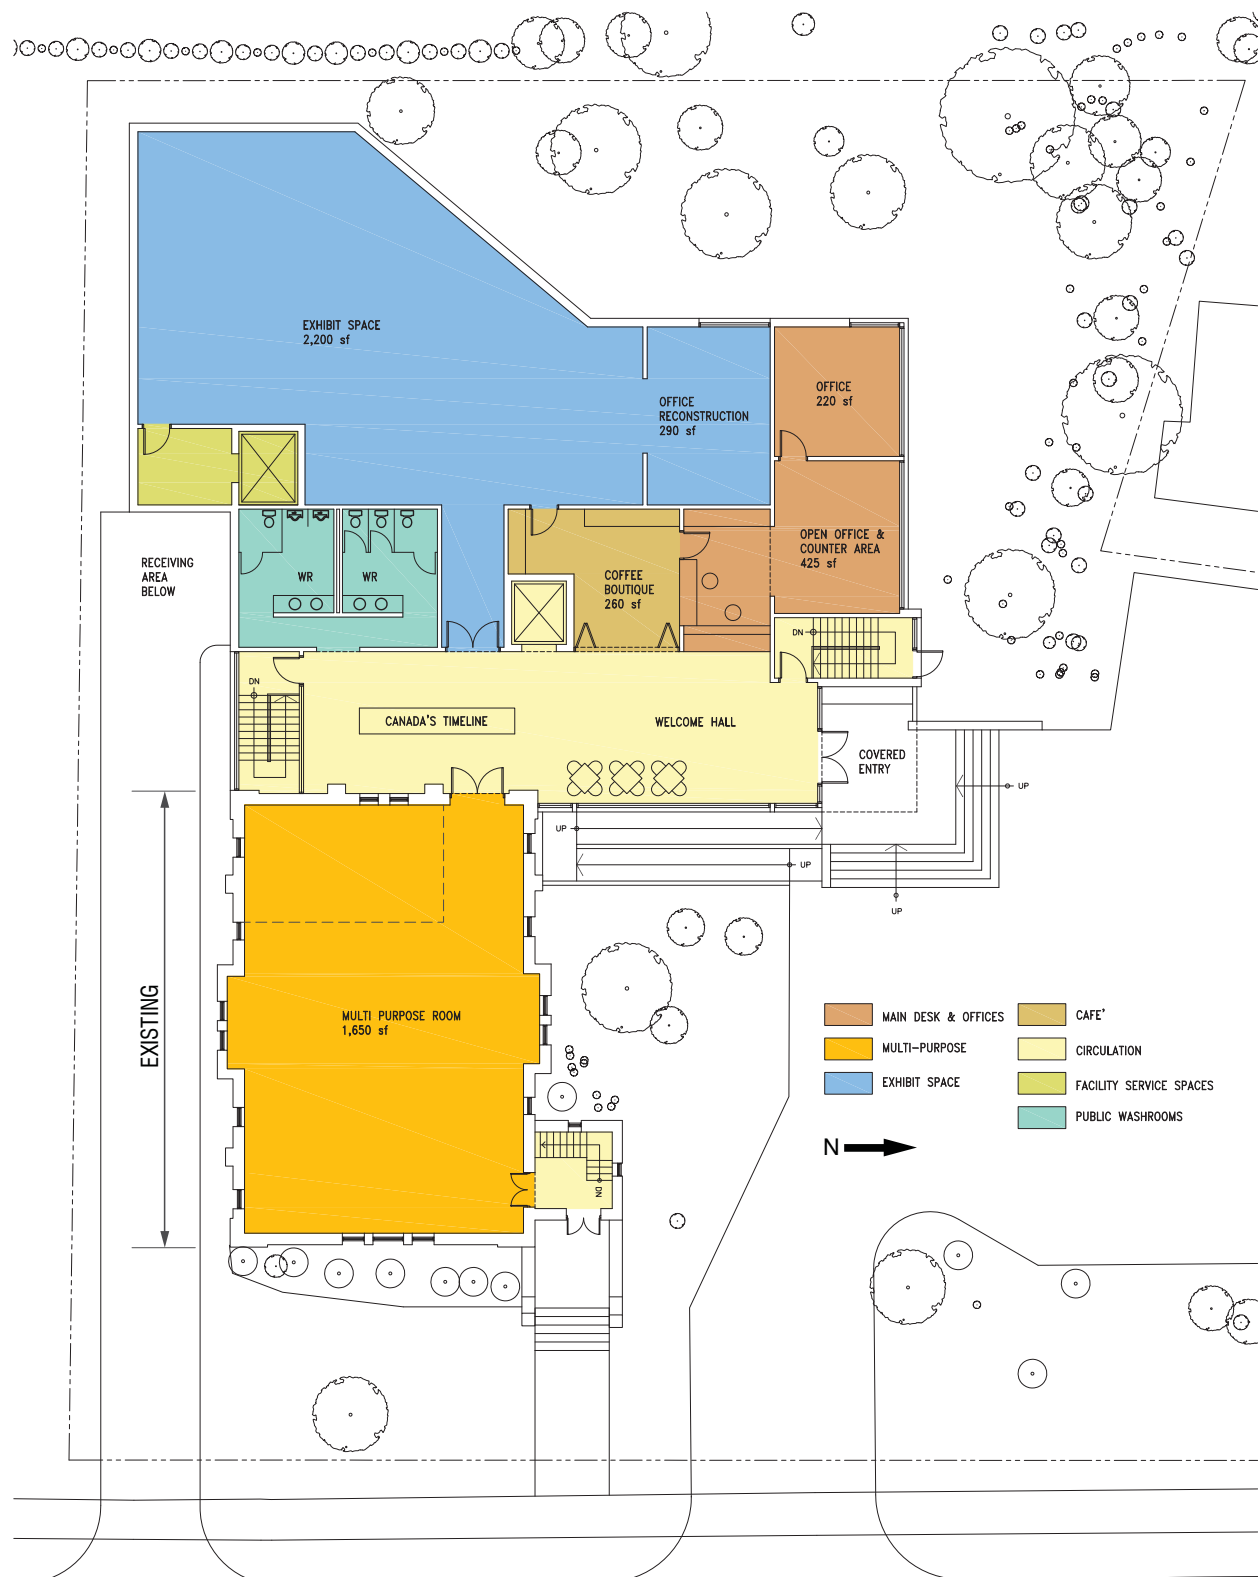 EXHIBIT SPACE
2,200 sf
OFFICE
220 sf
OFFICE
RECONSTRUCTION
290 sf
OPEN OFFICE &
COUNTER AREA
425 sf
RECEIVING
AREA
BELOW
WR
WR
COFFEE
BOUTIQUE
260 sf
DN
DN
CANADA'S TIMELINE
WELCOME HALL
COVERED
ENTRY
UP
UP
UP
UP
EXISTING
MULTI PURPOSE ROOM
1,650 sf
DN
MAIN DESK & OFFICES
MULTI-PURPOSE
EXHIBIT SPACE
CAFE'
CIRCULATION
FACILITY SERVICE SPACES
PUBLIC WASHROOMS
N